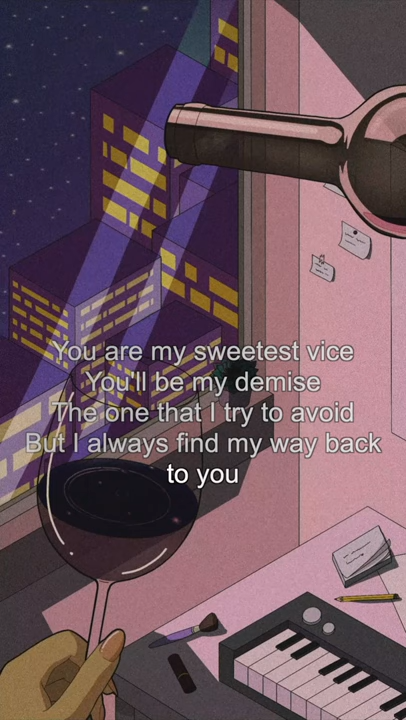 You are my sweetest vice
You'll be my demise
The one that I try to avoid
But I always find my way back
to you